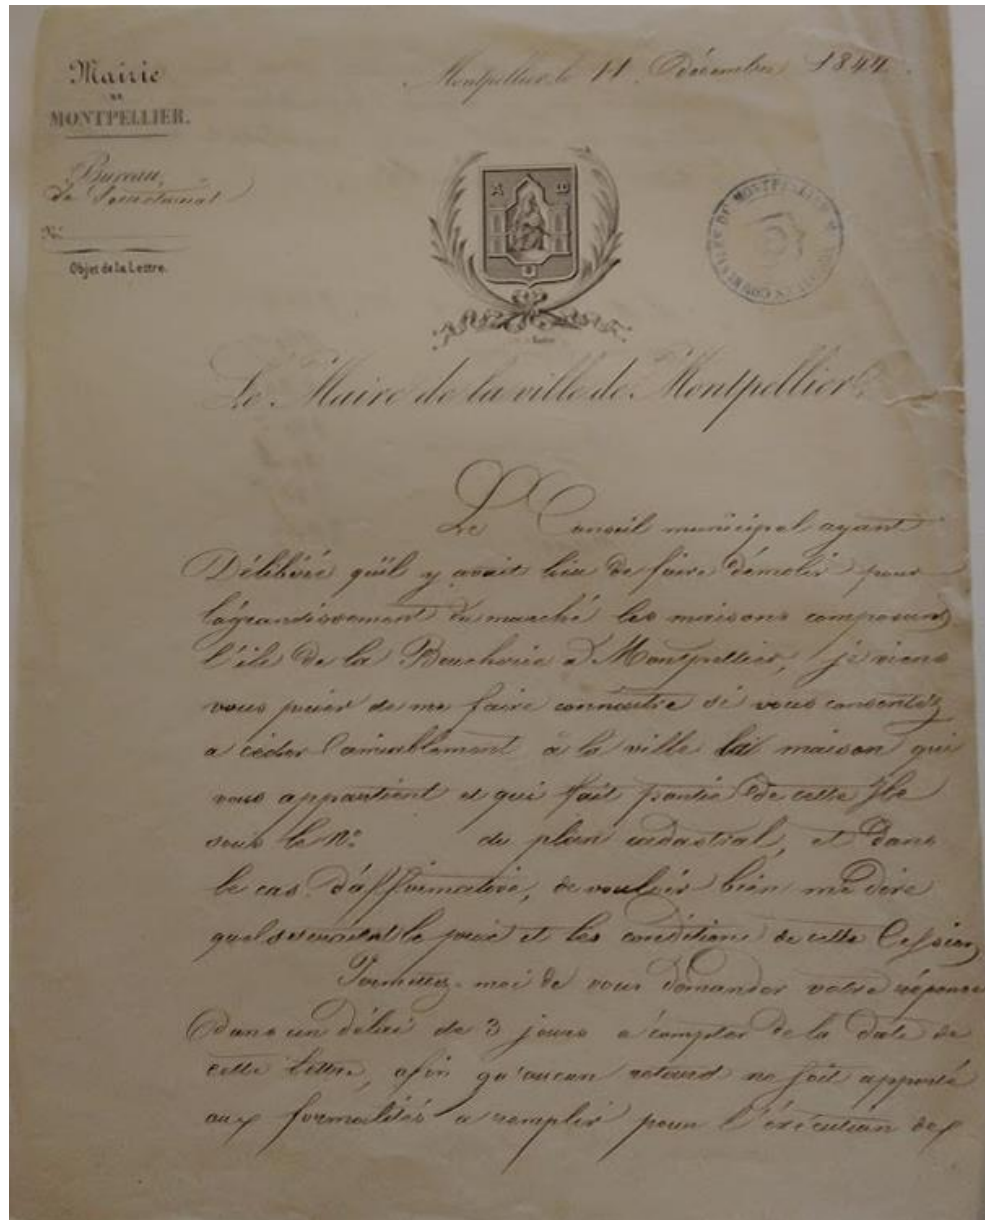 Mairie
DE
MONTPELLIER.
Bureau
de Secrétariat
N.º
Objet de la Lettre.
Montpellier, le 11 Décembre 1844.
A
Le Maire de la ville de Montpellier
Le Conseil municipal ayant
Délibéré qu'il y avait lieu de faire démolir pour
l'agrandissement du marché les maisons composant
l'île de la Boucherie à Montpellier, je viens
vous prier de me faire connaître si vous consentez
a céder l'amiablement à la ville la maison qui
vous appartient et qui fait partie de cette Île
sous le Nº du plan cadastral, et dans
le cas d'affirmative, de vouloir bien me dire
quel serait le prix et les conditions de cette Cession
Permettez-moi de vous demander votre réponse
Dans un délai de 3 jours a compter de la date de
cette lettre, afin qu'aucun retard ne soit apporté
aux formalités a remplir pour l'exécution des